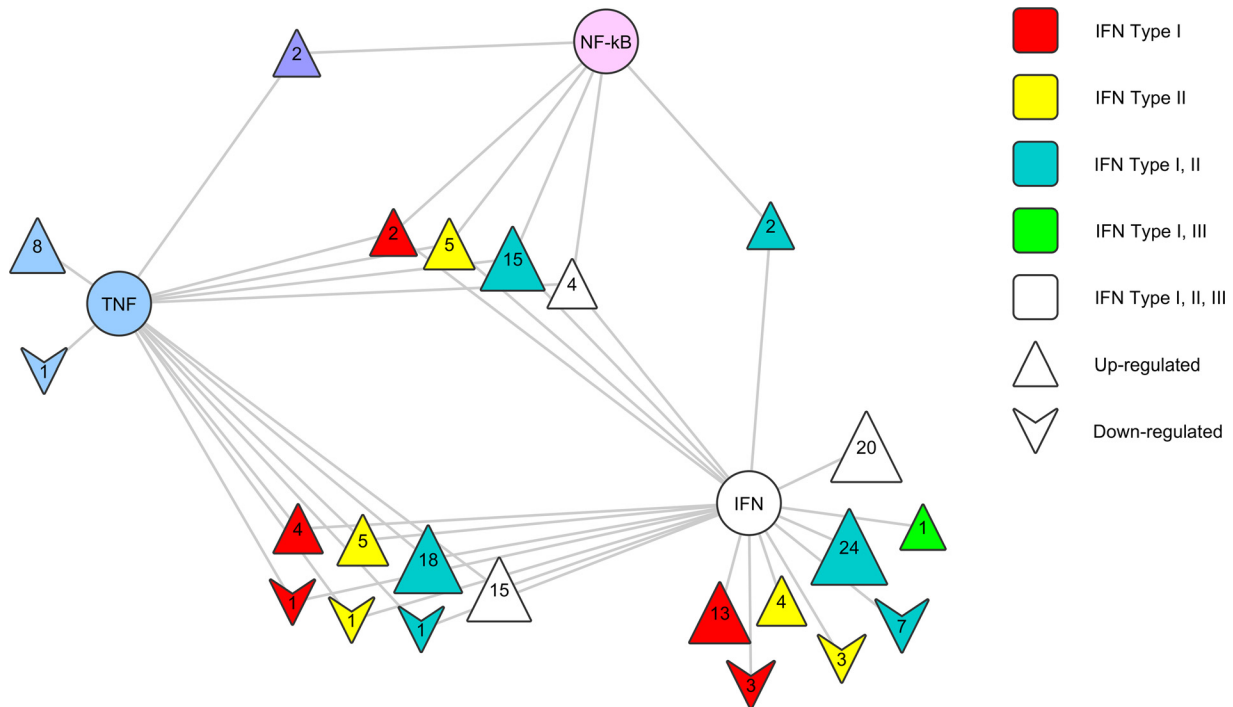 NF-kB
2
IFN Type I
IFN Type II
IFN Type I, II
IFN Type I, III
IFN Type I, II, III
Up-regulated
Down-regulated
2
5
15
4
2
8
TNF
1
20
IFN
4
5
18
15
1
1
1
24
1
13
4
7
3
3